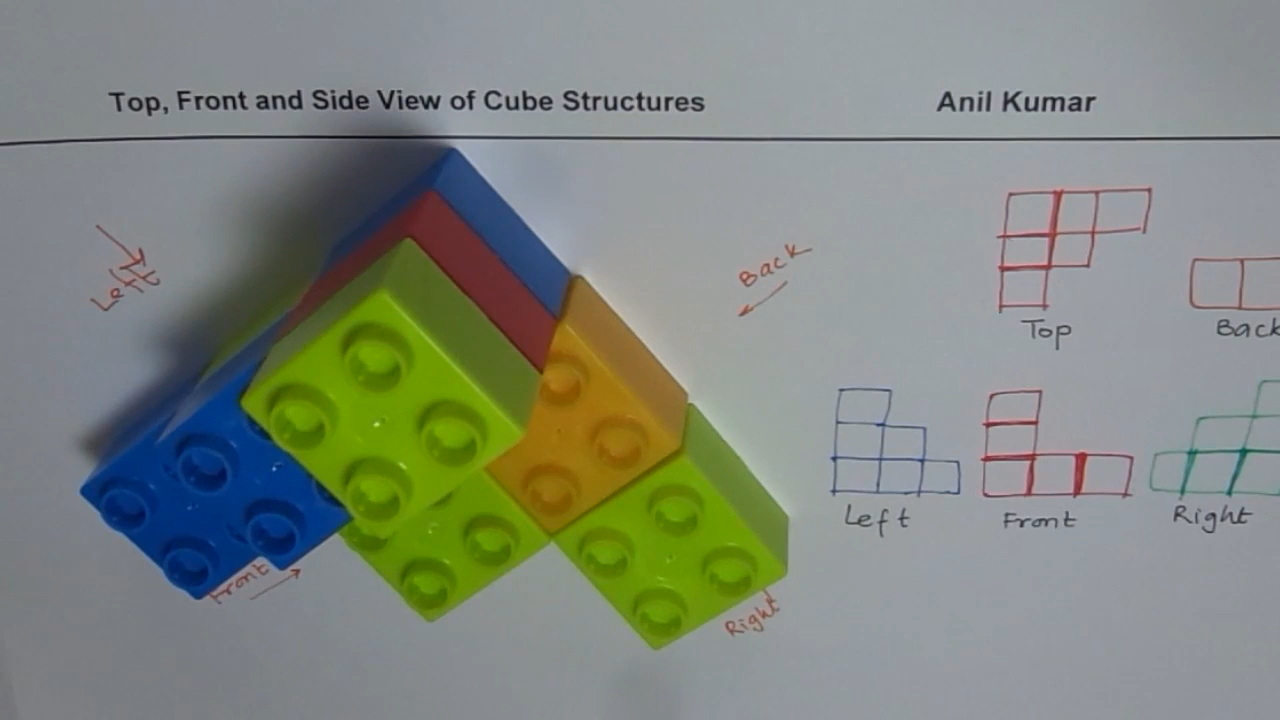 Top, Front and Side View of Cube Structures
Anil Kumar
Left
Back
Top
Back
Front
Right
Left
Front
Right